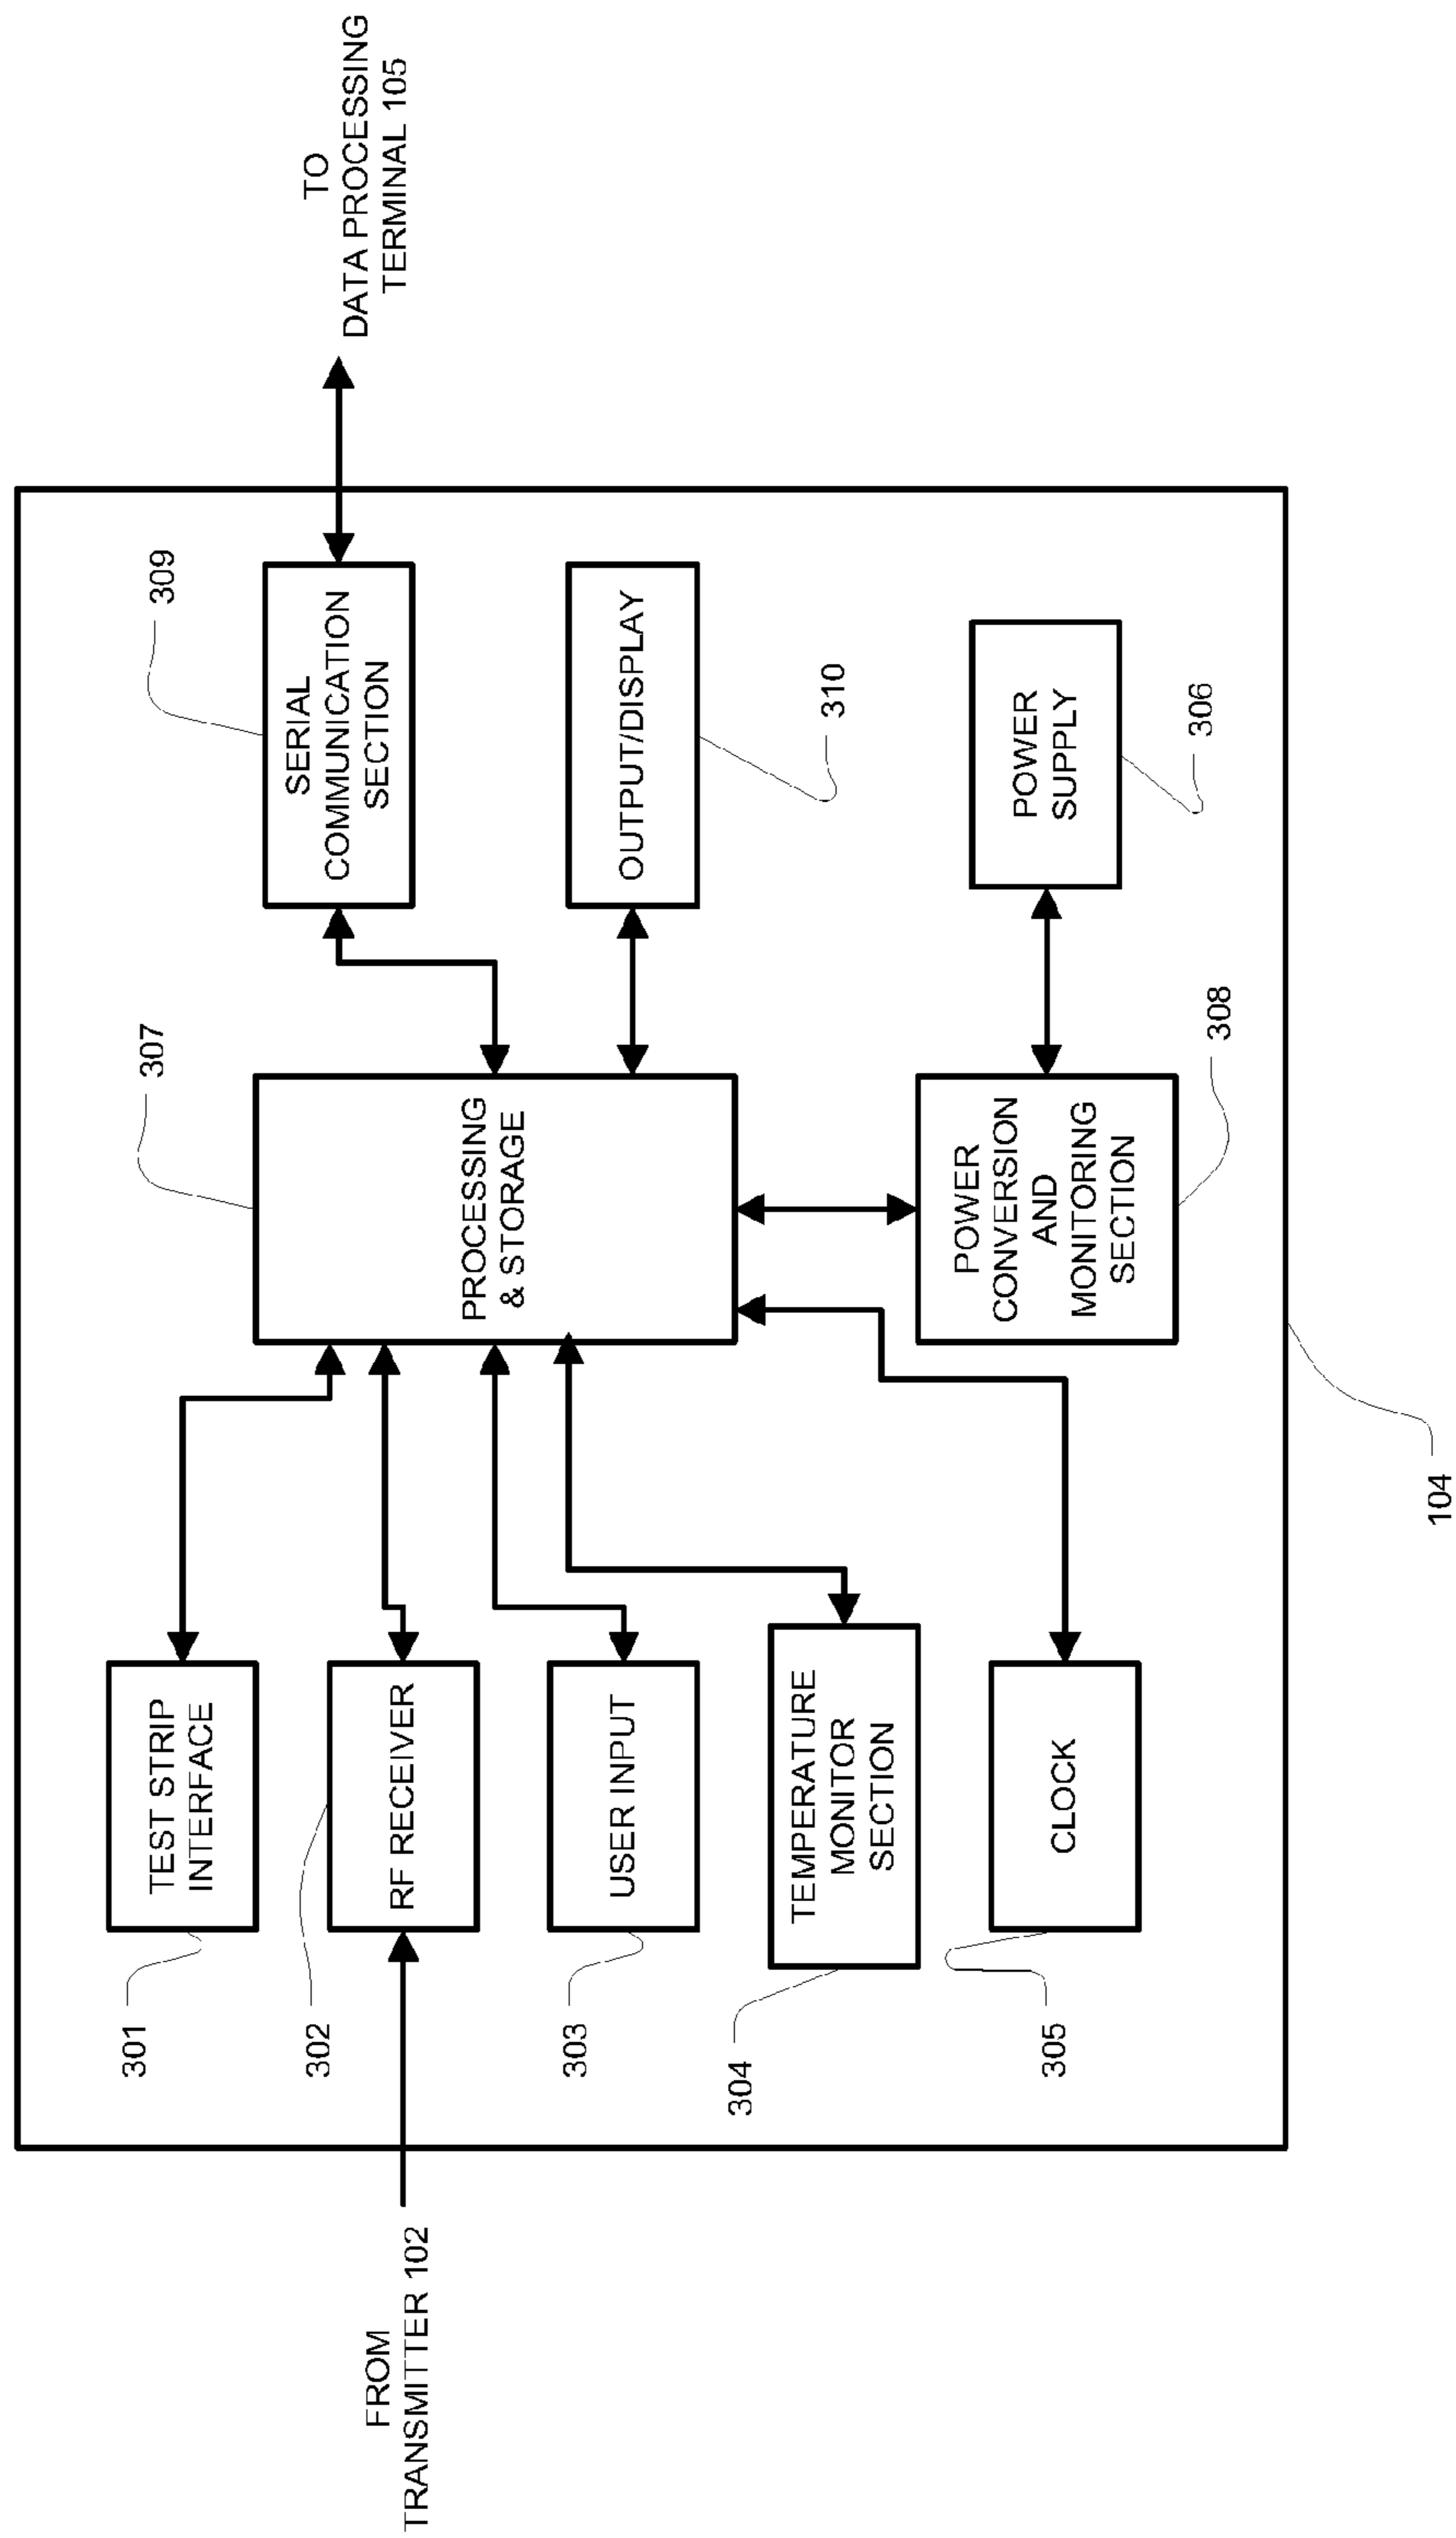 FROM
TRANSMITTER 102
301
TEST STRIP
INTERFACE
302
RF RECEIVER
303
USER INPUT
304
TEMPERATURE
MONITOR
SECTION
305
CLOCK
307
PROCESSING
& STORAGE
308
POWER
CONVERSION
AND
MONITORING
SECTION
309
SERIAL
COMMUNICATION
SECTION
310
OUTPUT/DISPLAY
306
POWER
SUPPLY
TO
DATA PROCESSING
TERMINAL 105
104